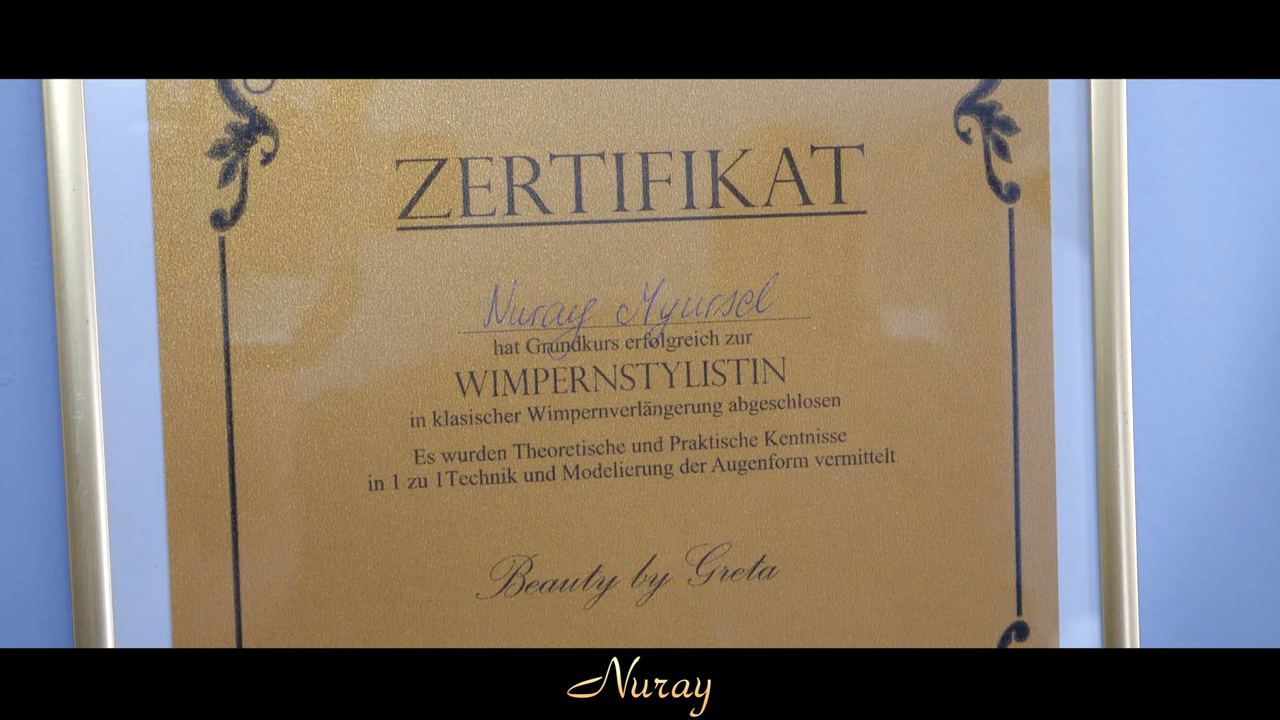 ZERTIFIKAT
Nuray Myursel
hat Grundkurs erfolgreich zur
WIMPERNSTYLISTIN
in klasischer Wimpernverlängerung abgeschlosen
Es wurden Theoretische und Praktische Kentnisse
in 1 zu 1Technik und Modelierung der Augenform vermittelt
Beauty by Greta
Nuray